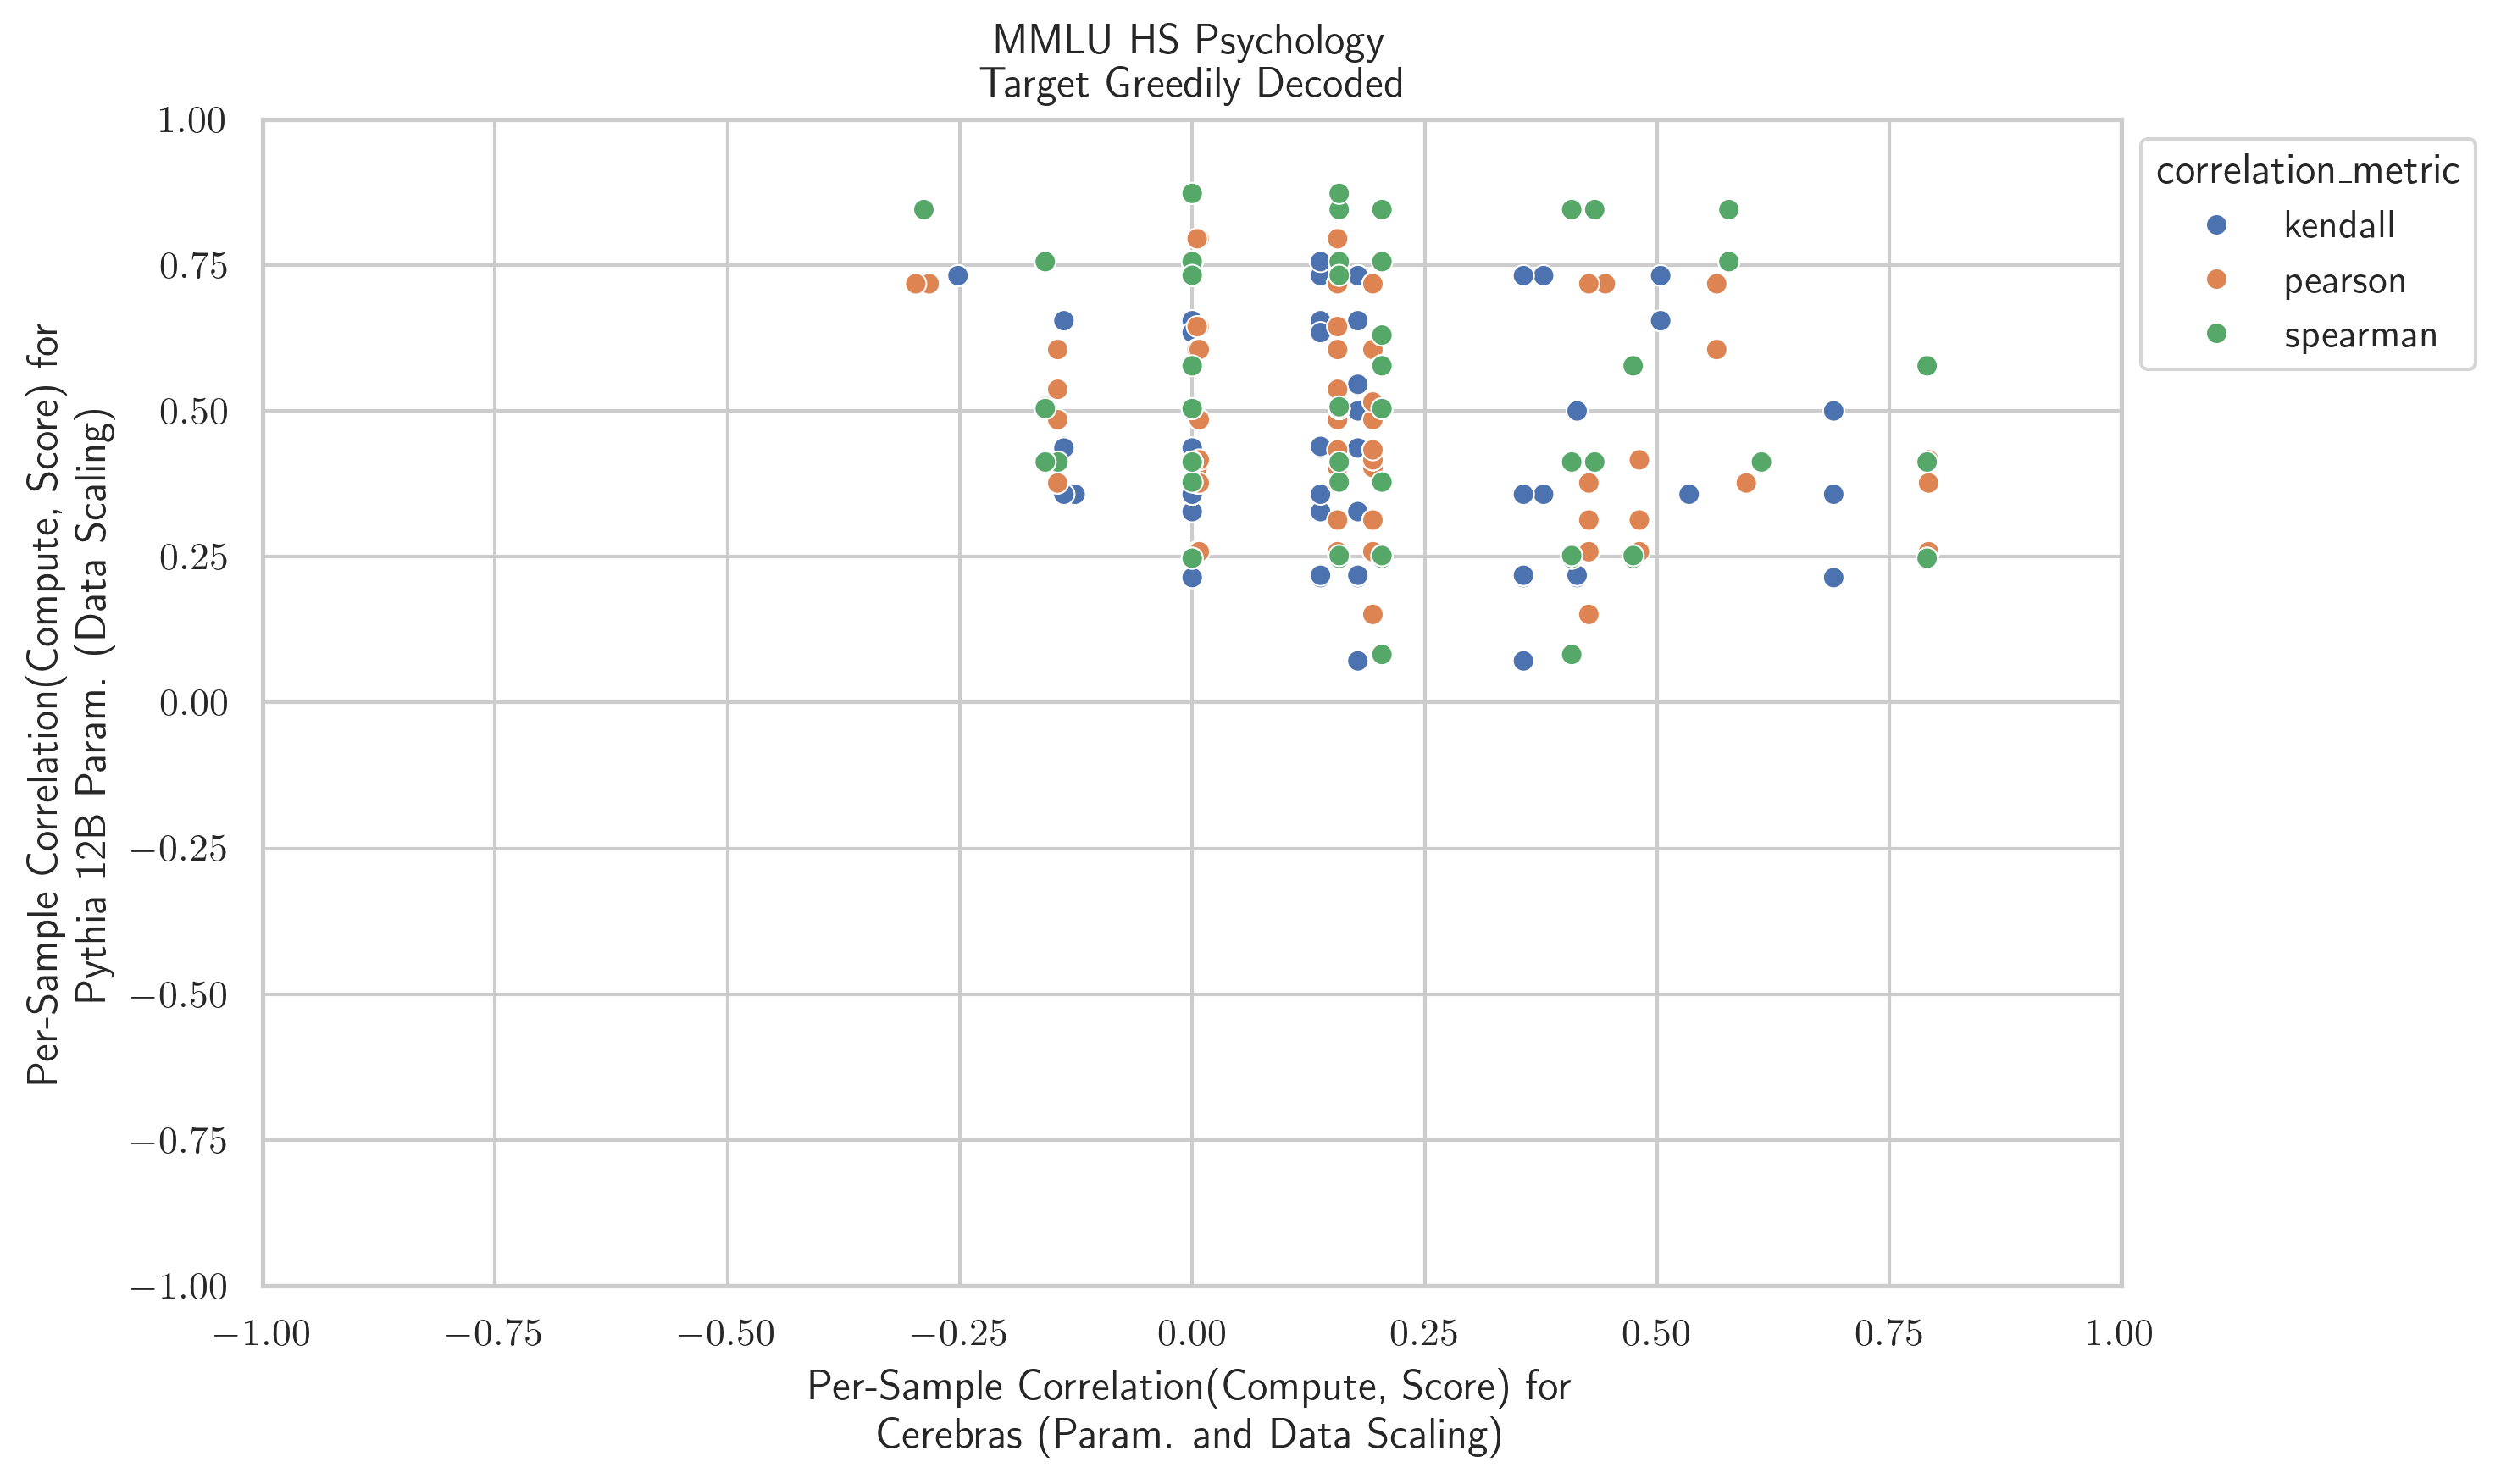 MMLU HS Psychology
Target Greedily Decoded
Per-Sample Correlation(Compute, Score) for
Pythia 12B Param. (Data Scaling)
1.00
0.75
0.50
0.25
0.00
−0.25
−0.50
−0.75
−1.00
−1.00
−0.75
−0.50
−0.25
0.00
0.25
0.50
0.75
1.00
Per-Sample Correlation(Compute, Score) for
Cerebras (Param. and Data Scaling)
correlation_metric
kendall
pearson
spearman